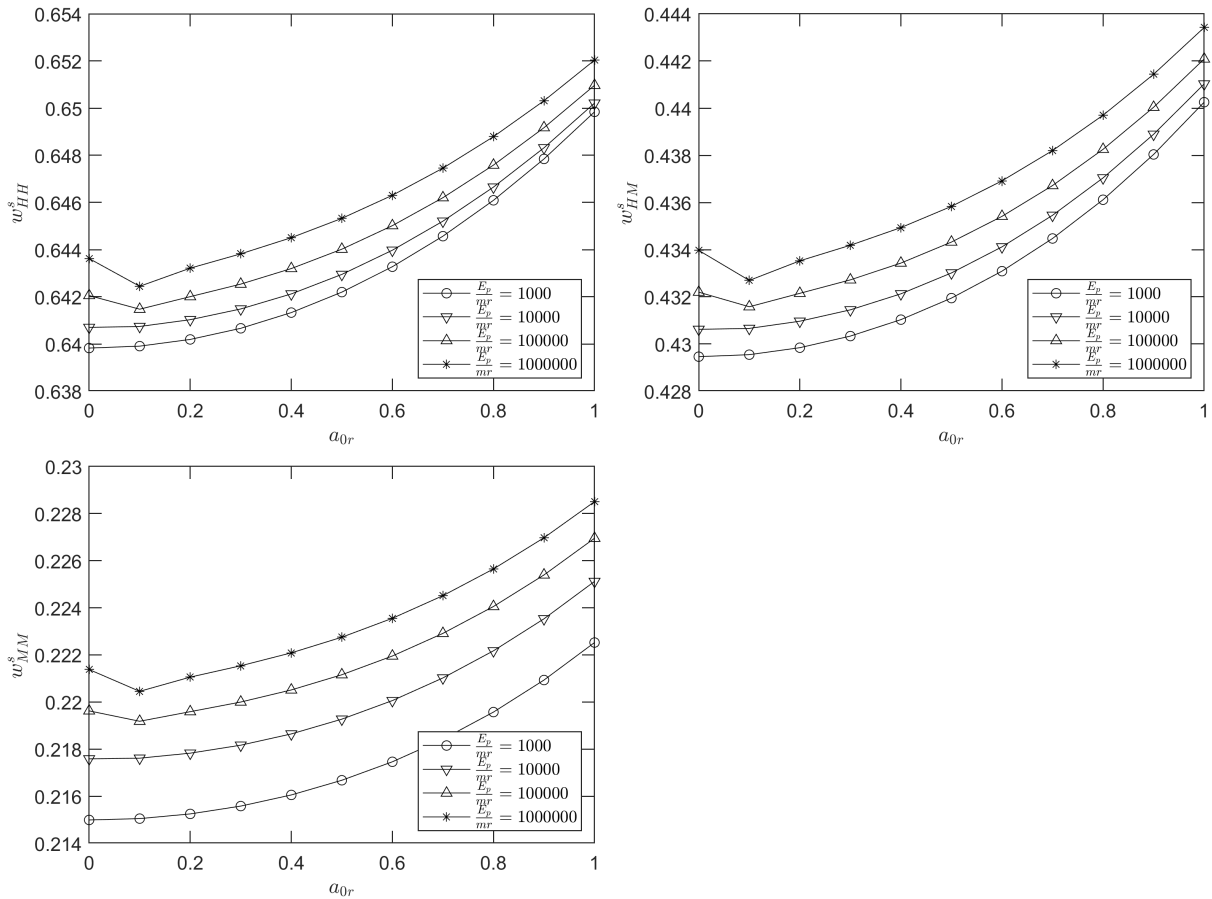 0.654
0.652
0.65
0.648
0.646
0.644
0.642
0.64
0.638
w^s_{HH}
0 0.2 0.4 0.6 0.8 1
a_{0r}
E_p/mr = 1000
E_p/mr = 10000
E_p/mr = 100000
E_p/mr = 1000000
0.444
0.442
0.44
0.438
0.436
0.434
0.432
0.43
0.428
w^s_{HM}
0 0.2 0.4 0.6 0.8 1
a_{0r}
E_p/mr = 1000
E_p/mr = 10000
E_p/mr = 100000
E_p/mr = 1000000
0.23
0.228
0.226
0.224
0.222
0.22
0.218
0.216
0.214
w^s_{MM}
0 0.2 0.4 0.6 0.8 1
a_{0r}
E_p/mr = 1000
E_p/mr = 10000
E_p/mr = 100000
E_p/mr = 1000000